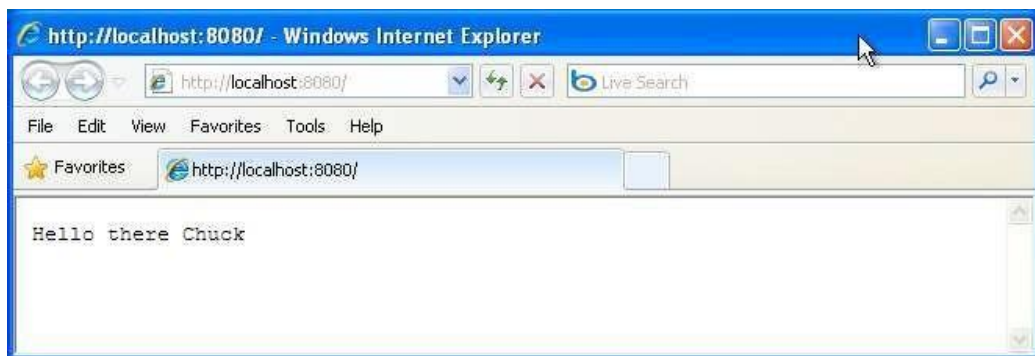 http://localhost:8080/ - Windows Internet Explorer
http://localhost:8080/ Live Search
File Edit View Favorites Tools Help
Favorites http://localhost:8080/
Hello there Chuck